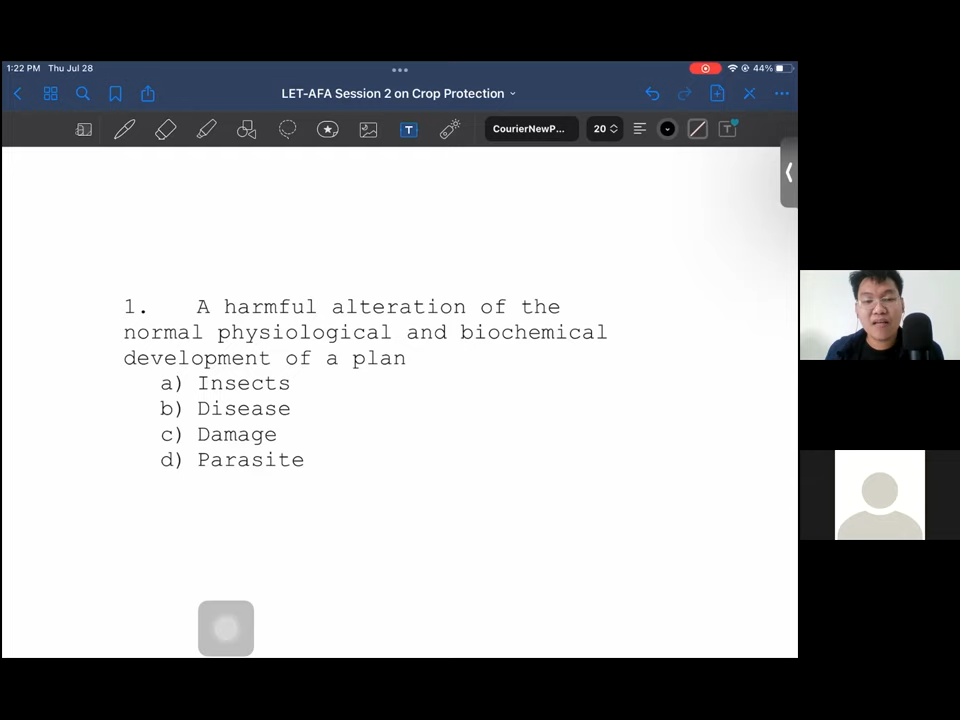 1:22 PM Thu Jul 28
44%
LET-AFA Session 2 on Crop Protection
CourierNewP... 20
1. A harmful alteration of the
normal physiological and biochemical
development of a plan
a) Insects
b) Disease
c) Damage
d) Parasite